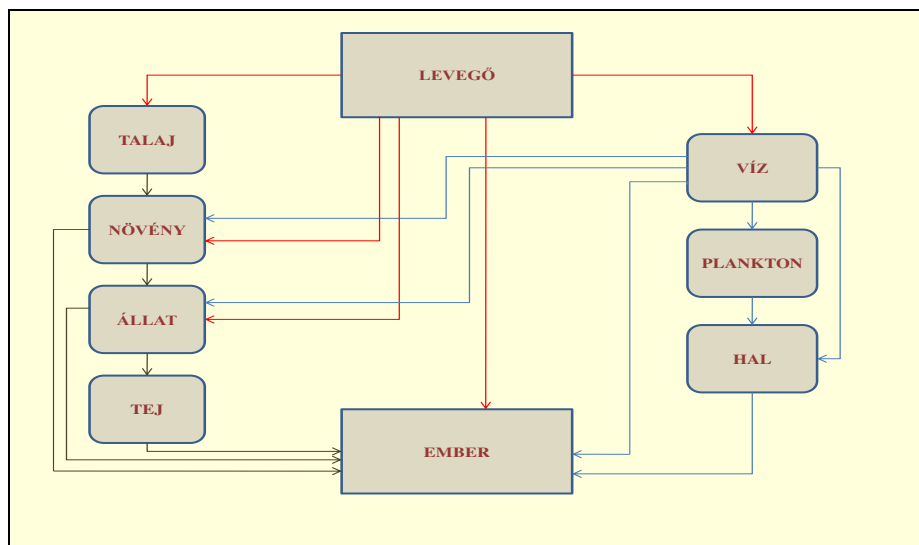 LEVEGŐ
TALAJ
VÍZ
NÖVÉNY
PLANKTON
ÁLLAT
HAL
TEJ
EMBER